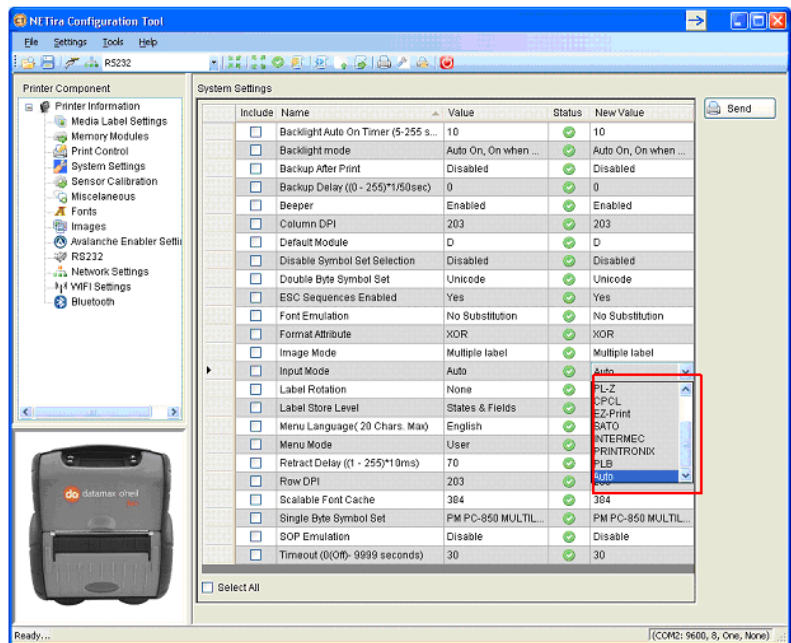 NETira Configuration Tool
File Settings Tools Help
RS232
Printer Component
Printer Information
Media Label Settings
Memory Modules
Print Control
System Settings
Sensor Calibration
Miscelaneous
Fonts
Images
Avalanche Enabler Settin
RS232
Network Settings
WIFI Settings
Bluetooth
datamax o'neil
System Settings
Include Name Value Status New Value
Backlight Auto On Timer (5-255 s... 10 10
Backlight mode Auto On, On when ... Auto On, On when ...
Backup After Print Disabled Disabled
Backup Delay ((0 - 255)*1/50sec) 0 0
Beeper Enabled Enabled
Column DPI 203 203
Default Module D D
Disable Symbol Set Selection Disabled Disabled
Double Byte Symbol Set Unicode Unicode
ESC Sequences Enabled Yes Yes
Font Emulation No Substitution No Substitution
Format Attribute XOR XOR
Image Mode Multiple label Multiple label
Input Mode Auto Auto
Label Rotation None
Label Store Level States & Fields
Menu Language( 20 Chars. Max) English
Menu Mode User
Retract Delay ((1 - 255)*10ms) 70
Row DPI 203
PL-Z
CPCL
EZ-Print
SATO
INTERMEC
PRINTRONIX
PLB
Auto
Scalable Font Cache 384 384
Single Byte Symbol Set PM PC-850 MULTIL... PM PC-850 MULTIL...
SOP Emulation Disable Disable
Timeout (0(Off)- 9999 seconds) 30 30
Select All
Send
Ready...
(COM2: 9600, 8, One, None)